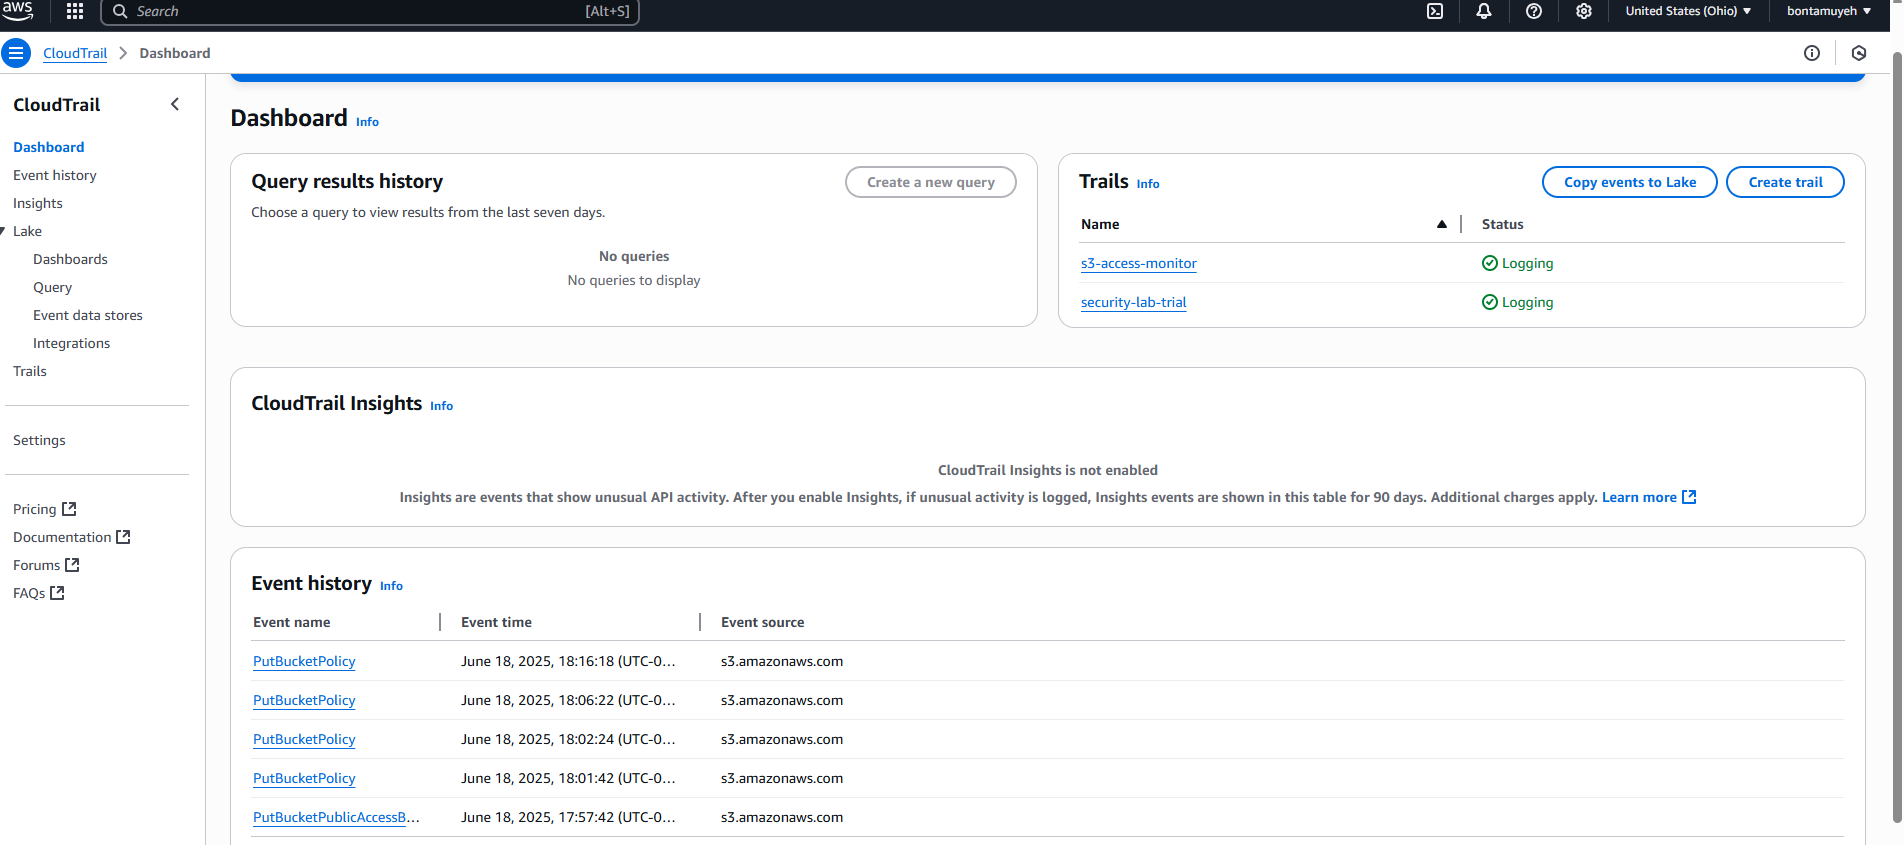 aws
Search [Alt+S]
United States (Ohio)
bontamuyeh
CloudTrail
Dashboard
CloudTrail
Dashboard
Event history
Insights
Lake
Dashboards
Query
Event data stores
Integrations
Trails
Settings
Pricing
Documentation
Forums
FAQs
Dashboard Info
Query results history
Create a new query
Choose a query to view results from the last seven days.
No queries
No queries to display
Trails Info
Copy events to Lake
Create trail
Name Status
s3-access-monitor Logging
security-lab-trial Logging
CloudTrail Insights Info
CloudTrail Insights is not enabled
Insights are events that show unusual API activity. After you enable Insights, if unusual activity is logged, Insights events are shown in this table for 90 days. Additional charges apply. Learn more
Event history Info
Event name Event time Event source
PutBucketPolicy June 18, 2025, 18:16:18 (UTC-0... s3.amazonaws.com
PutBucketPolicy June 18, 2025, 18:06:22 (UTC-0... s3.amazonaws.com
PutBucketPolicy June 18, 2025, 18:02:24 (UTC-0... s3.amazonaws.com
PutBucketPolicy June 18, 2025, 18:01:42 (UTC-0... s3.amazonaws.com
PutBucketPublicAccessB... June 18, 2025, 17:57:42 (UTC-0... s3.amazonaws.com